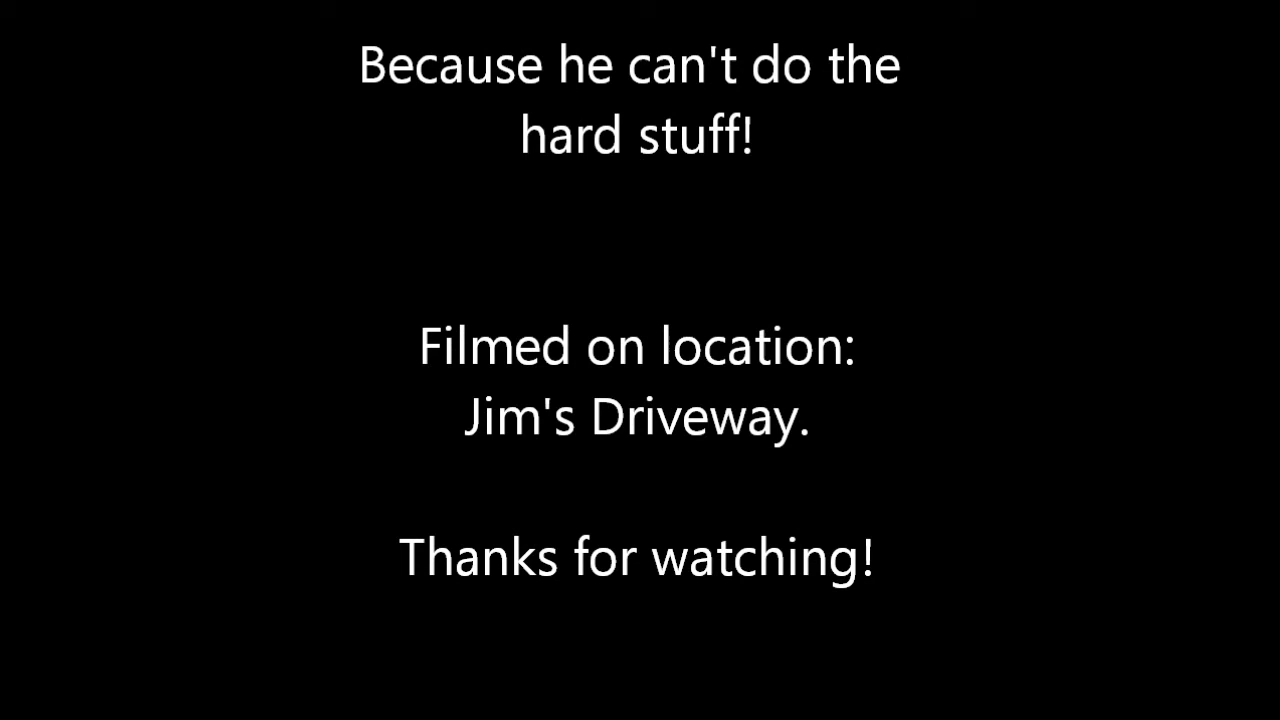 Because he can't do the
hard stuff!
Filmed on location:
Jim's Driveway.
Thanks for watching!